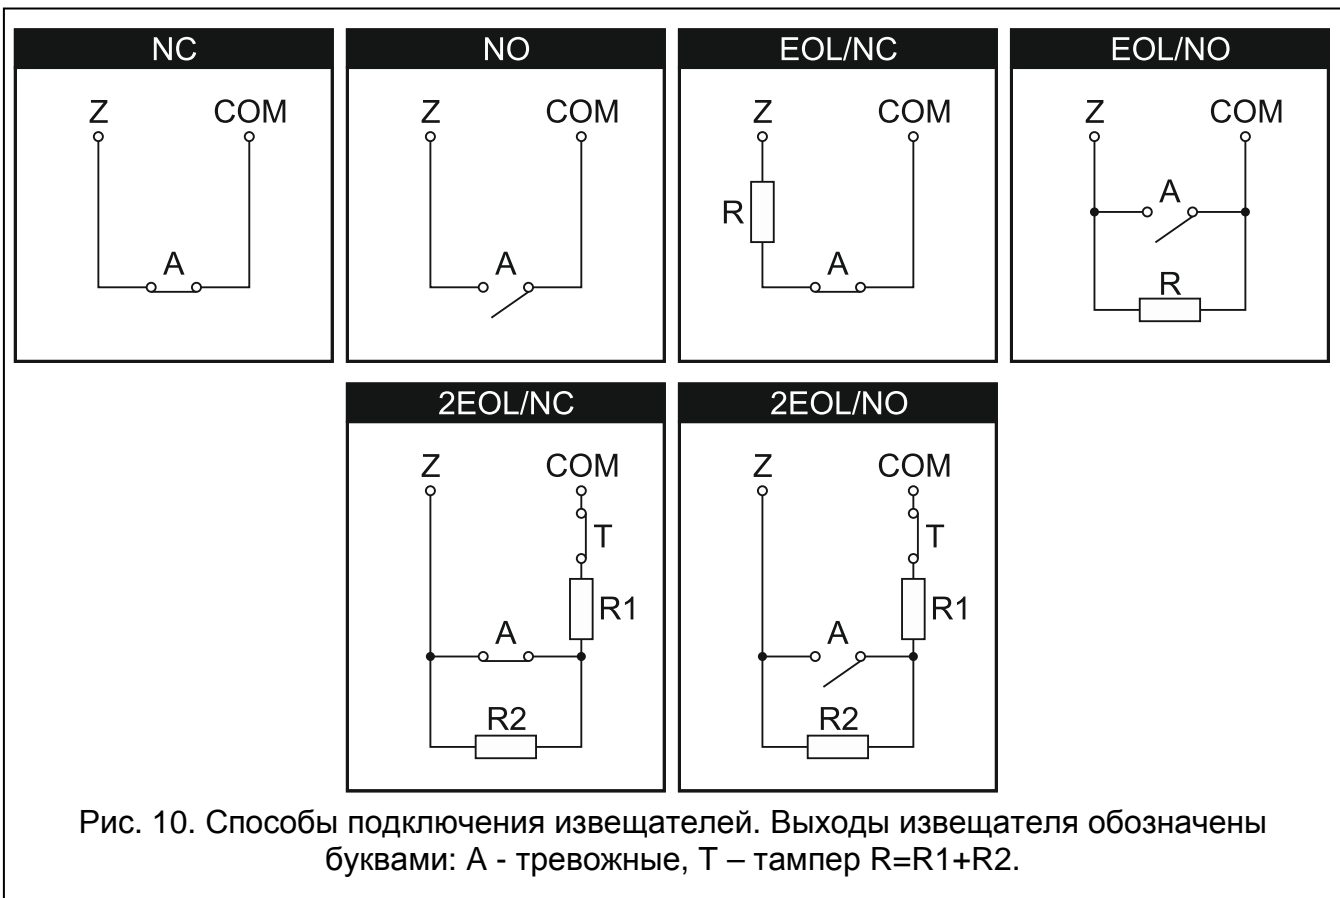 NC
NO
EOL/NC
EOL/NO
Z COM
A
Z COM
A
Z COM
R
A
Z COM
A
R
2EOL/NC
2EOL/NO
Z COM
T
R1
A
R2
Z COM
T
R1
A
R2
Рис. 10. Способы подключения извещателей. Выходы извещателя обозначены
буквами: А - тревожные, Т – тампер R=R1+R2.